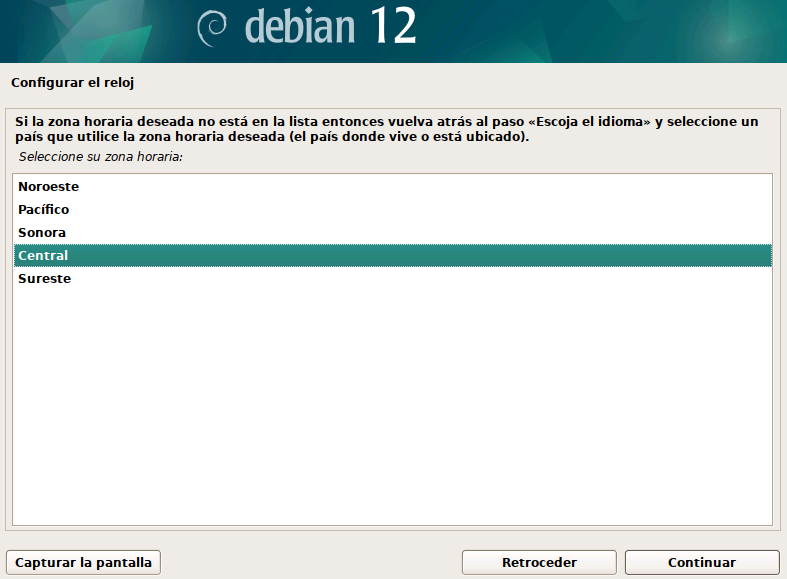 debian 12
Configurar el reloj
Si la zona horaria deseada no está en la lista entonces vuelva atrás al paso «Escoja el idioma» y seleccione un
país que utilice la zona horaria deseada (el país donde vive o está ubicado).
Seleccione su zona horaria:
Noroeste
Pacífico
Sonora
Central
Sureste
Capturar la pantalla
Retroceder
Continuar